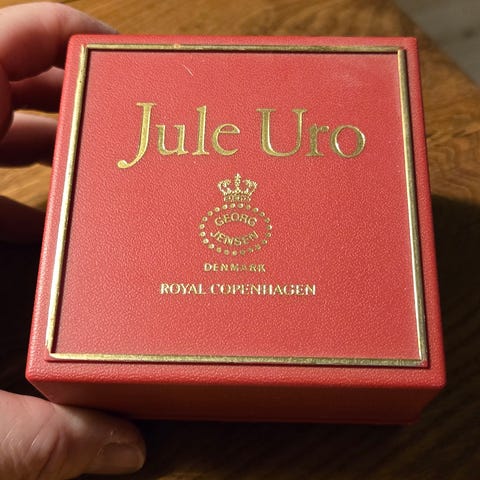 Jule Uro
GEORG
JENSEN
DENMARK
ROYAL COPENHAGEN